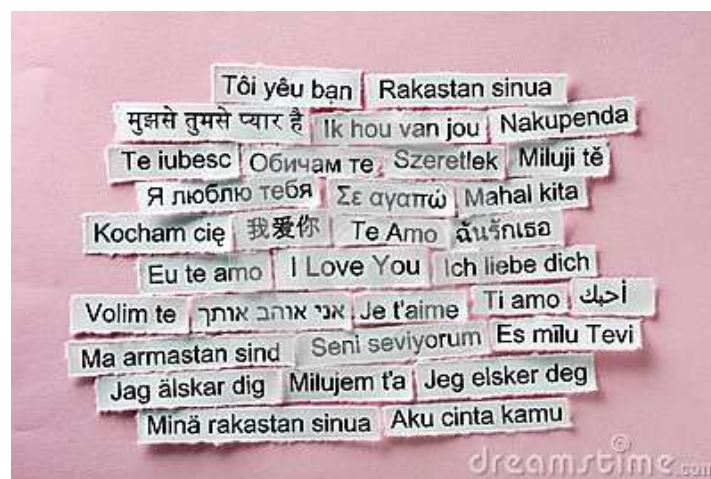 Tôi yêu bạn Rakastan sinua
मुझसे तुमसे प्यार है Ik hou van jou Nakupenda
Te iubesc Обичам те Szeretlek Miluji tě
Я люблю тебя Σε αγαπώ Mahal kita
Kocham cię 我爱你 Te Amo ฉันรักเธอ
Eu te amo I Love You Ich liebe dich
Volim te אני אוהב אותך Je t'aime Ti amo أحبك
Ma armastan sind Seni seviyorum Es mīlu Tevi
Jag älskar dig Milujem ťa Jeg elsker deg
Minä rakastan sinua Aku cinta kamu
dreamstime.com